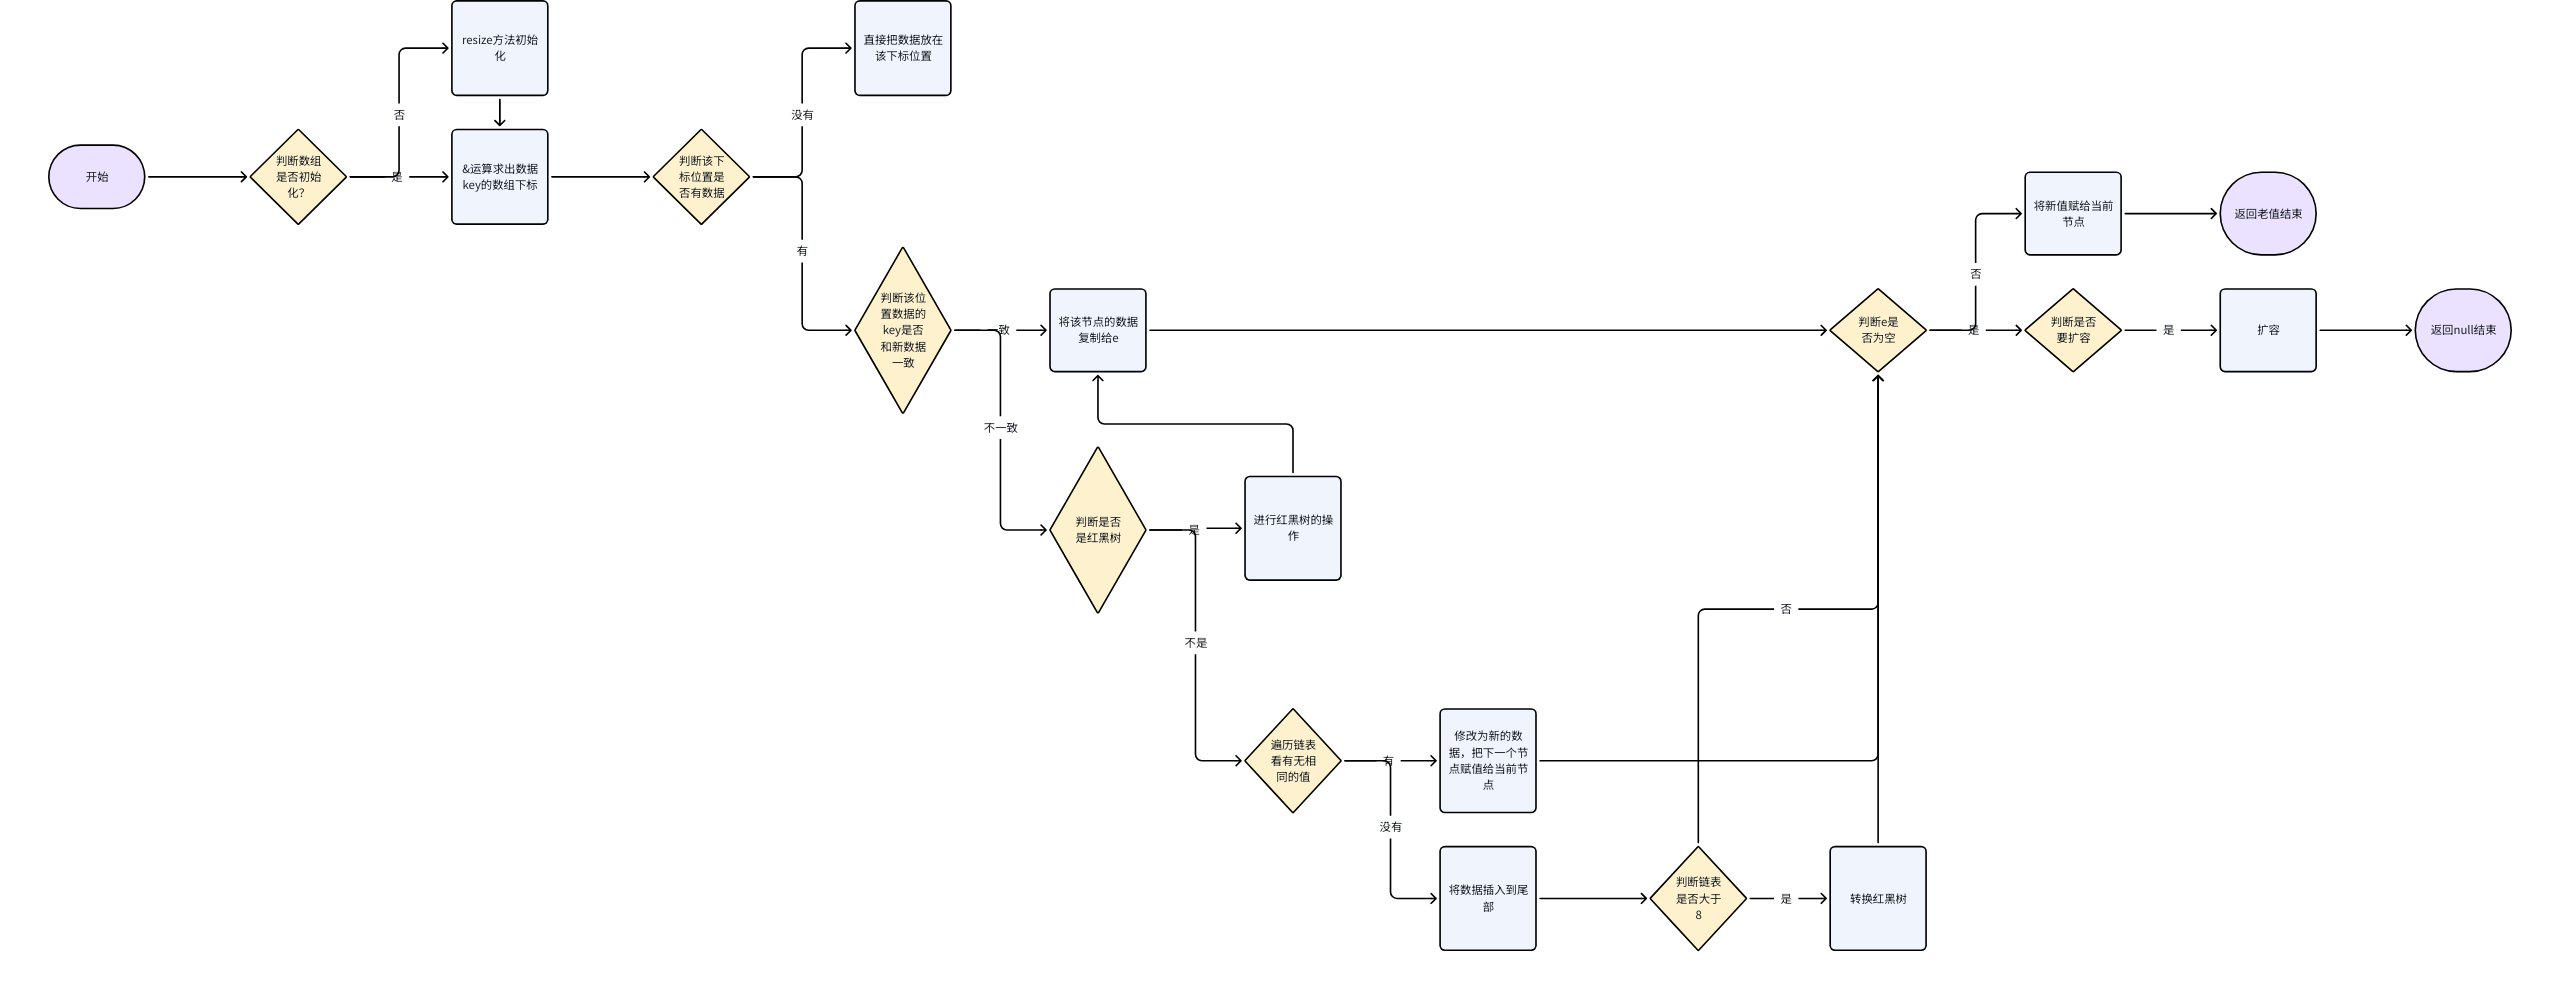 resize方法初始
化
直接把数据放在
该下标位置
否
没有
开始
判断数组
是否初始
化？
是
&运算求出数据
key的数组下标
判断该下
标位置是
否有数据
有
将新值赋给当前
节点
返回老值结束
否
判断该位
置数据的
key是否
和新数据
一致
一致
将该节点的数据
复制给e
判断e是
否为空
是
判断是否
要扩容
是
扩容
返回null结束
不一致
判断是否
是红黑树
是
进行红黑树的操
作
否
不是
遍历链表
看有无相
同的值
有
修改为新的数
据，把下一个节
点赋值给当前节
点
没有
将数据插入到尾
部
判断链表
是否大于
8
是
转换红黑树